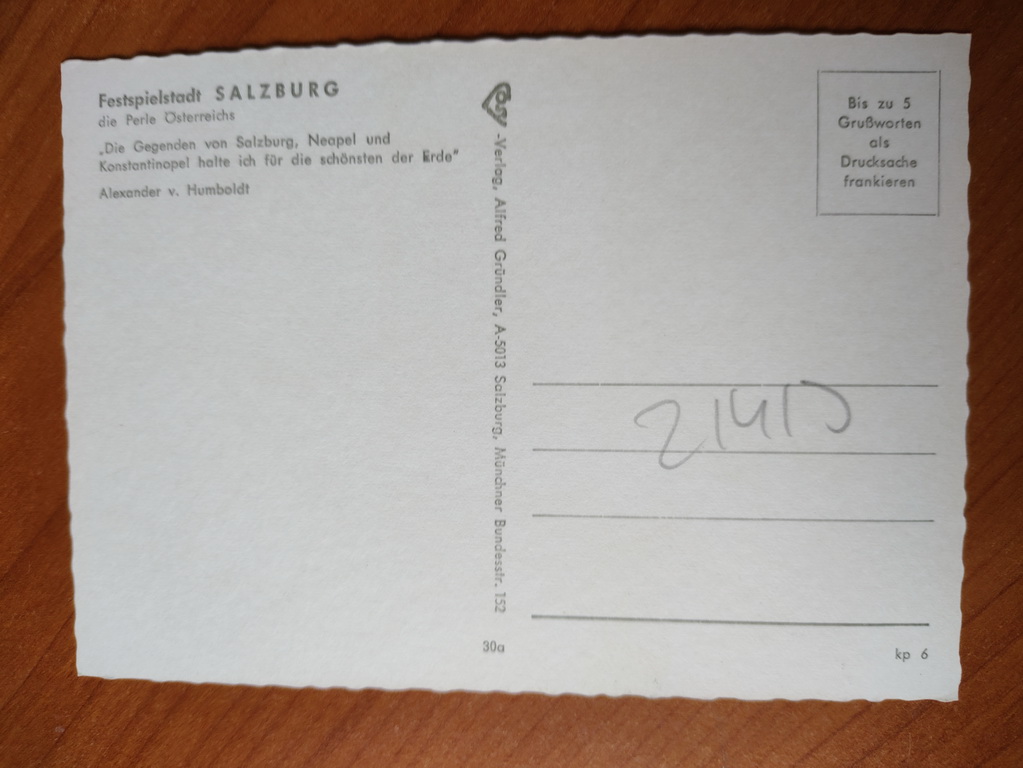 Festspielstadt SALZBURG
die Perle Österreichs
„Die Gegenden von Salzburg, Neapel und
Konstantinopel halte ich für die schönsten der Erde"
Alexander v. Humboldt
-Verlag, Alfred Gründler, A-5013 Salzburg, Münchner Bundesstr. 152
30a
Bis zu 5
Grußworten
als
Drucksache
frankieren
kp 6